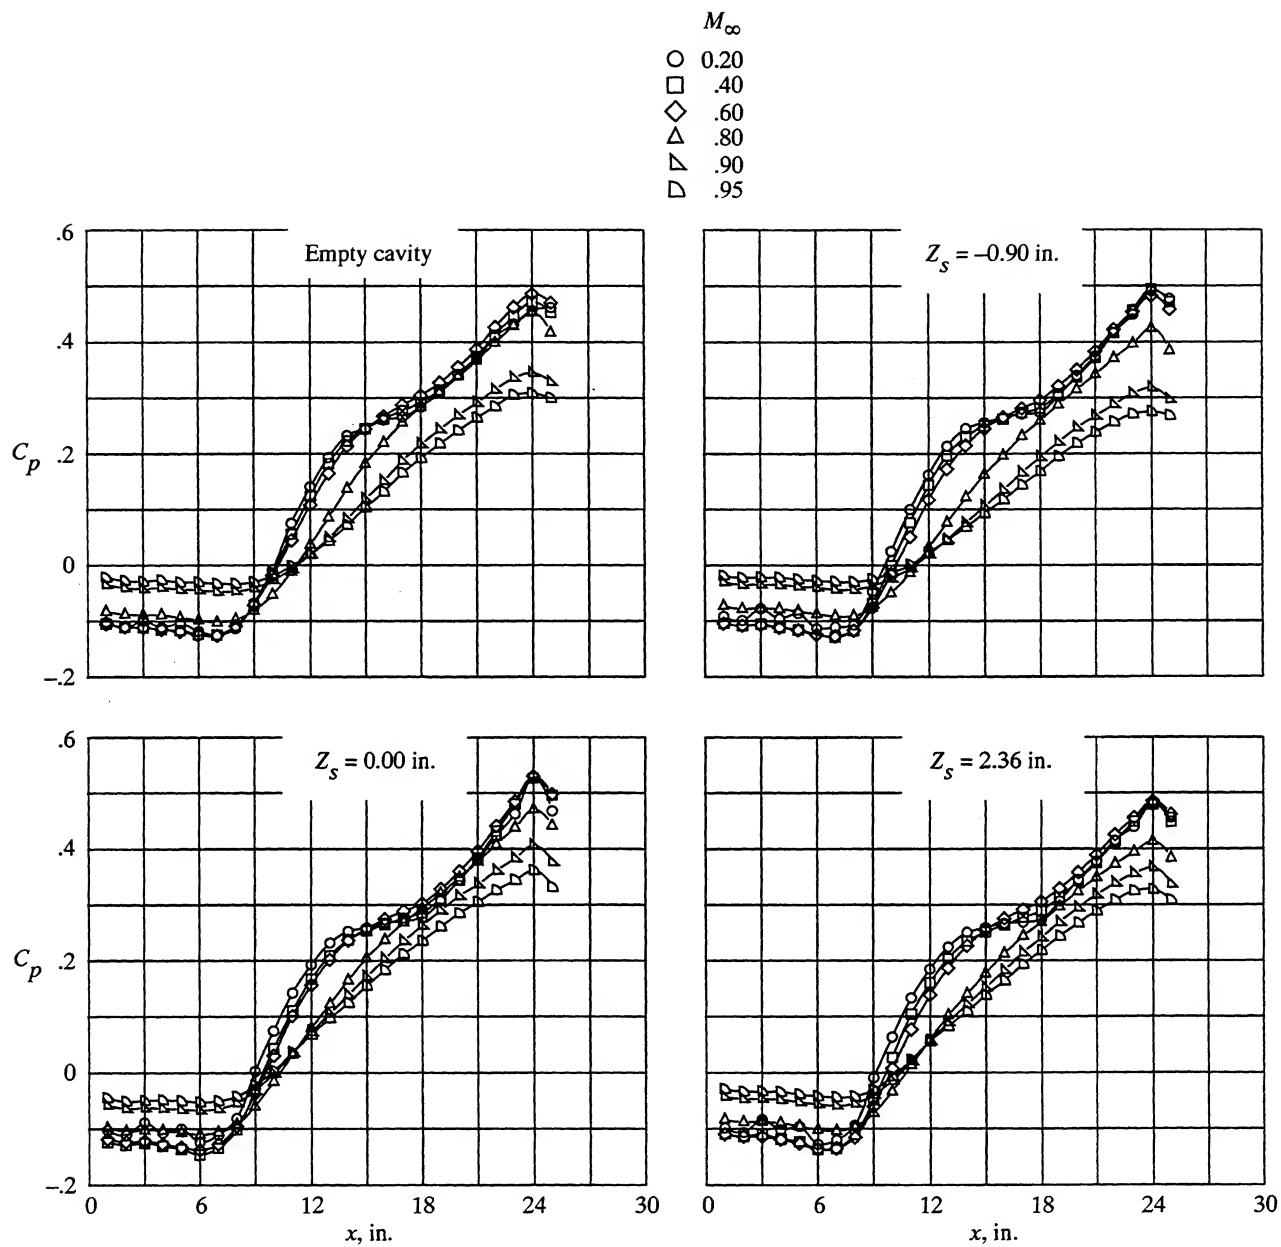 M∞
0.20
.40
.60
.80
.90
.95
.6
.4
.2
0
–.2
Cp
Empty cavity
Zs = –0.90 in.
.6
.4
.2
0
–.2
Cp
Zs = 0.00 in.
Zs = 2.36 in.
0 6 12 18 24 30
x, in.
0 6 12 18 24 30
x, in.